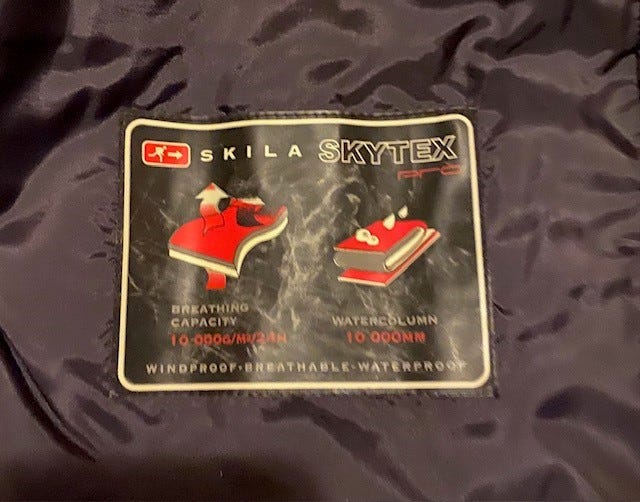 SKILA SKYTEX
pro
BREATHING
CAPACITY
10 000G/M²/24H
WATERCOLUMN
10 000MM
WINDPROOF·BREATHABLE·WATERPROOF